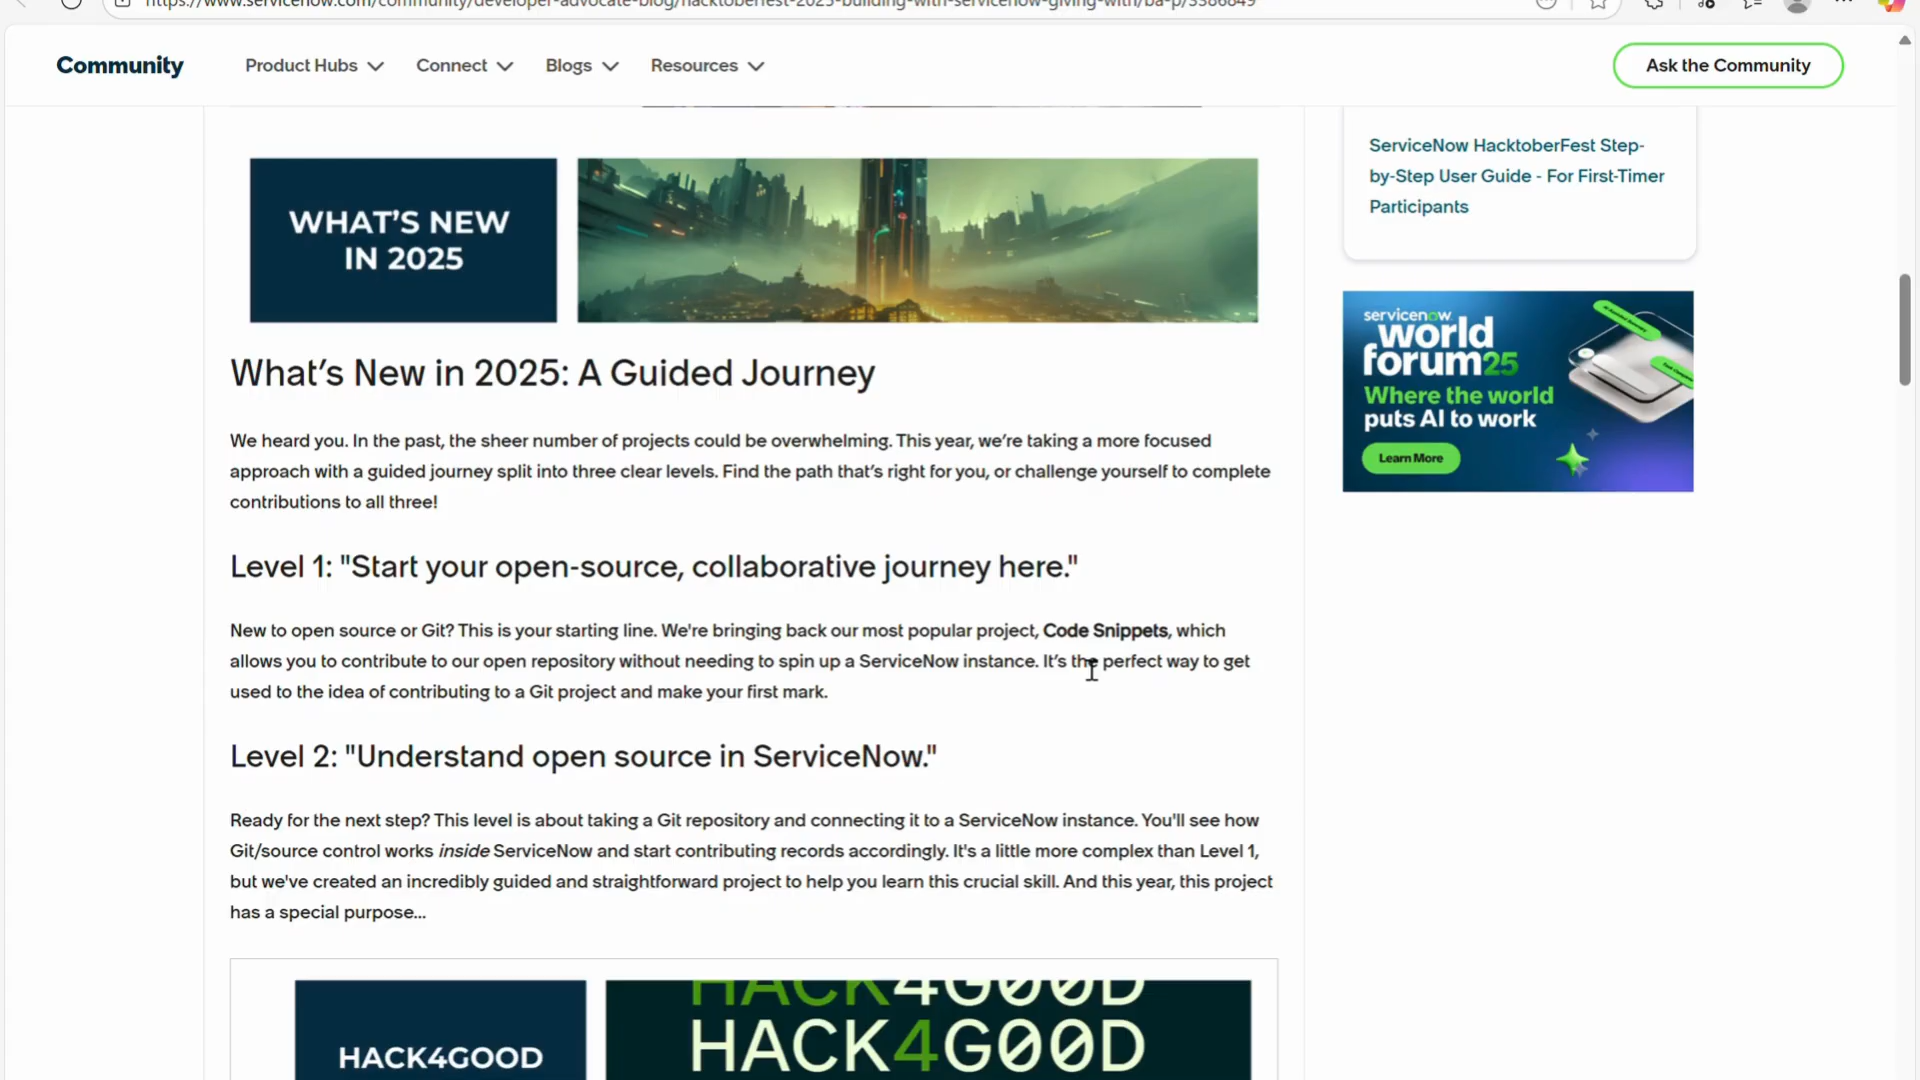 https://www.servicenow.com/community/developer-advocate-blog/hacktoberfest-2025-building-with-servicenow-giving-with/ba-p/3386849
Community
Product Hubs
Connect
Blogs
Resources
Ask the Community
ServiceNow HacktoberFest Step-
by-Step User Guide - For First-Timer
Participants
WHAT'S NEW
IN 2025
servicenow
world
forum25
Where the world
puts AI to work
Learn More
What's New in 2025: A Guided Journey
We heard you. In the past, the sheer number of projects could be overwhelming. This year, we're taking a more focused
approach with a guided journey split into three clear levels. Find the path that's right for you, or challenge yourself to complete
contributions to all three!
Level 1: "Start your open-source, collaborative journey here."
New to open source or Git? This is your starting line. We're bringing back our most popular project, Code Snippets, which
allows you to contribute to our open repository without needing to spin up a ServiceNow instance. It's the perfect way to get
used to the idea of contributing to a Git project and make your first mark.
Level 2: "Understand open source in ServiceNow."
Ready for the next step? This level is about taking a Git repository and connecting it to a ServiceNow instance. You'll see how
Git/source control works inside ServiceNow and start contributing records accordingly. It's a little more complex than Level 1,
but we've created an incredibly guided and straightforward project to help you learn this crucial skill. And this year, this project
has a special purpose...
HACK4GOOD
HACK4G00D
HACK4G00D